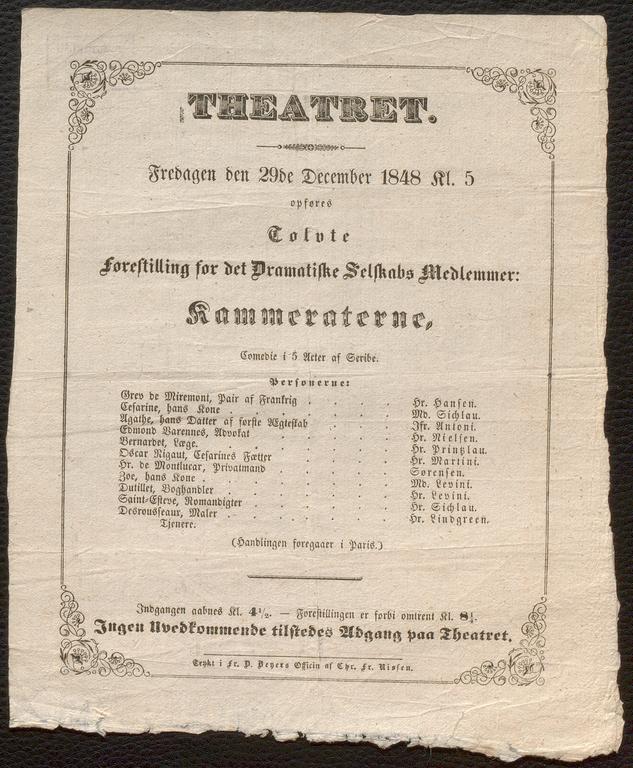 THEATRET.
Fredagen den 29de December 1848 Kl. 5
opføres
Tolvte
Forestilling for det Dramatiske Selskabs Medlemmer:
Kammeraterne,
Comedie i 5 Acter af Scribe.
Personerne:
Grev de Miremont, Pair af Frankrig . . . . Hr. Hansen.
Cesarine, hans Kone . . . . . . . Md. Sichlau.
Agathe, hans Datter af første Ægteskab . . . . Jfr. Antoni.
Edmond Varennes, Advokat . . . . . . Hr. Nielsen.
Bernardet, Læge. . . . . . . . Hr. Printzlau.
Oscar Rigaut, Cesarines Fætter . . . . . Hr. Martini.
Hr. de Montlucar, Privatmand . . . . . Sørensen.
Zoe, hans Kone . . . . . . . . Md. Levini.
Dutillet, Boghandler . . . . . . . Hr. Levini.
Saint-Esteve, Romandigter . . . . . . Hr. Sichlau.
Desrousseaux, Maler . . . . . . . Hr. Lindgreen.
Tjenere.
(Handlingen foregaaer i Paris.)
Indgangen aabnes Kl. 4½. — Forestillingen er forbi omtrent Kl. 8¼.
Ingen Uvedkommende tilstedes Adgang paa Theatret.
Trykt i Fr. D. Beyers Officin af Chr. Fr. Nissen.